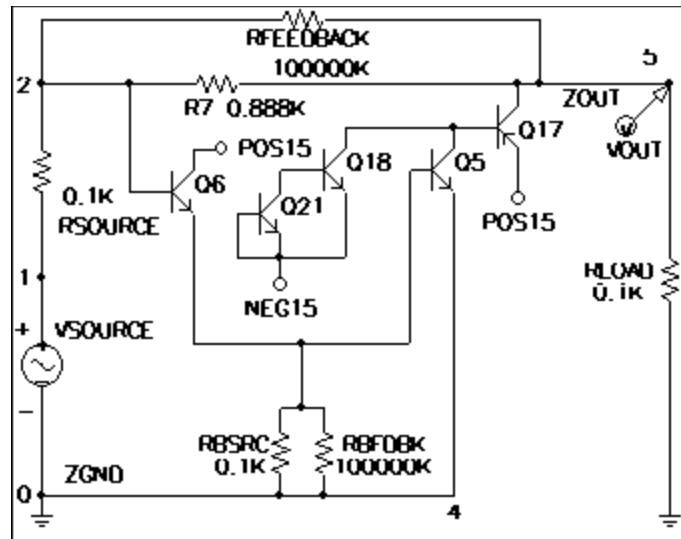 RFEEDBACK
100000K
2
5
R7 0.888K
ZOUT
V
VOUT
Q17
POS15
Q18
Q5
Q6
0.1K
RSOURCE
Q21
POS15
1
NEG15
RLOAD
0.1K
+
VSOURCE
-
RBSRC
0.1K
RBFDBK
100000K
ZGND
0
4